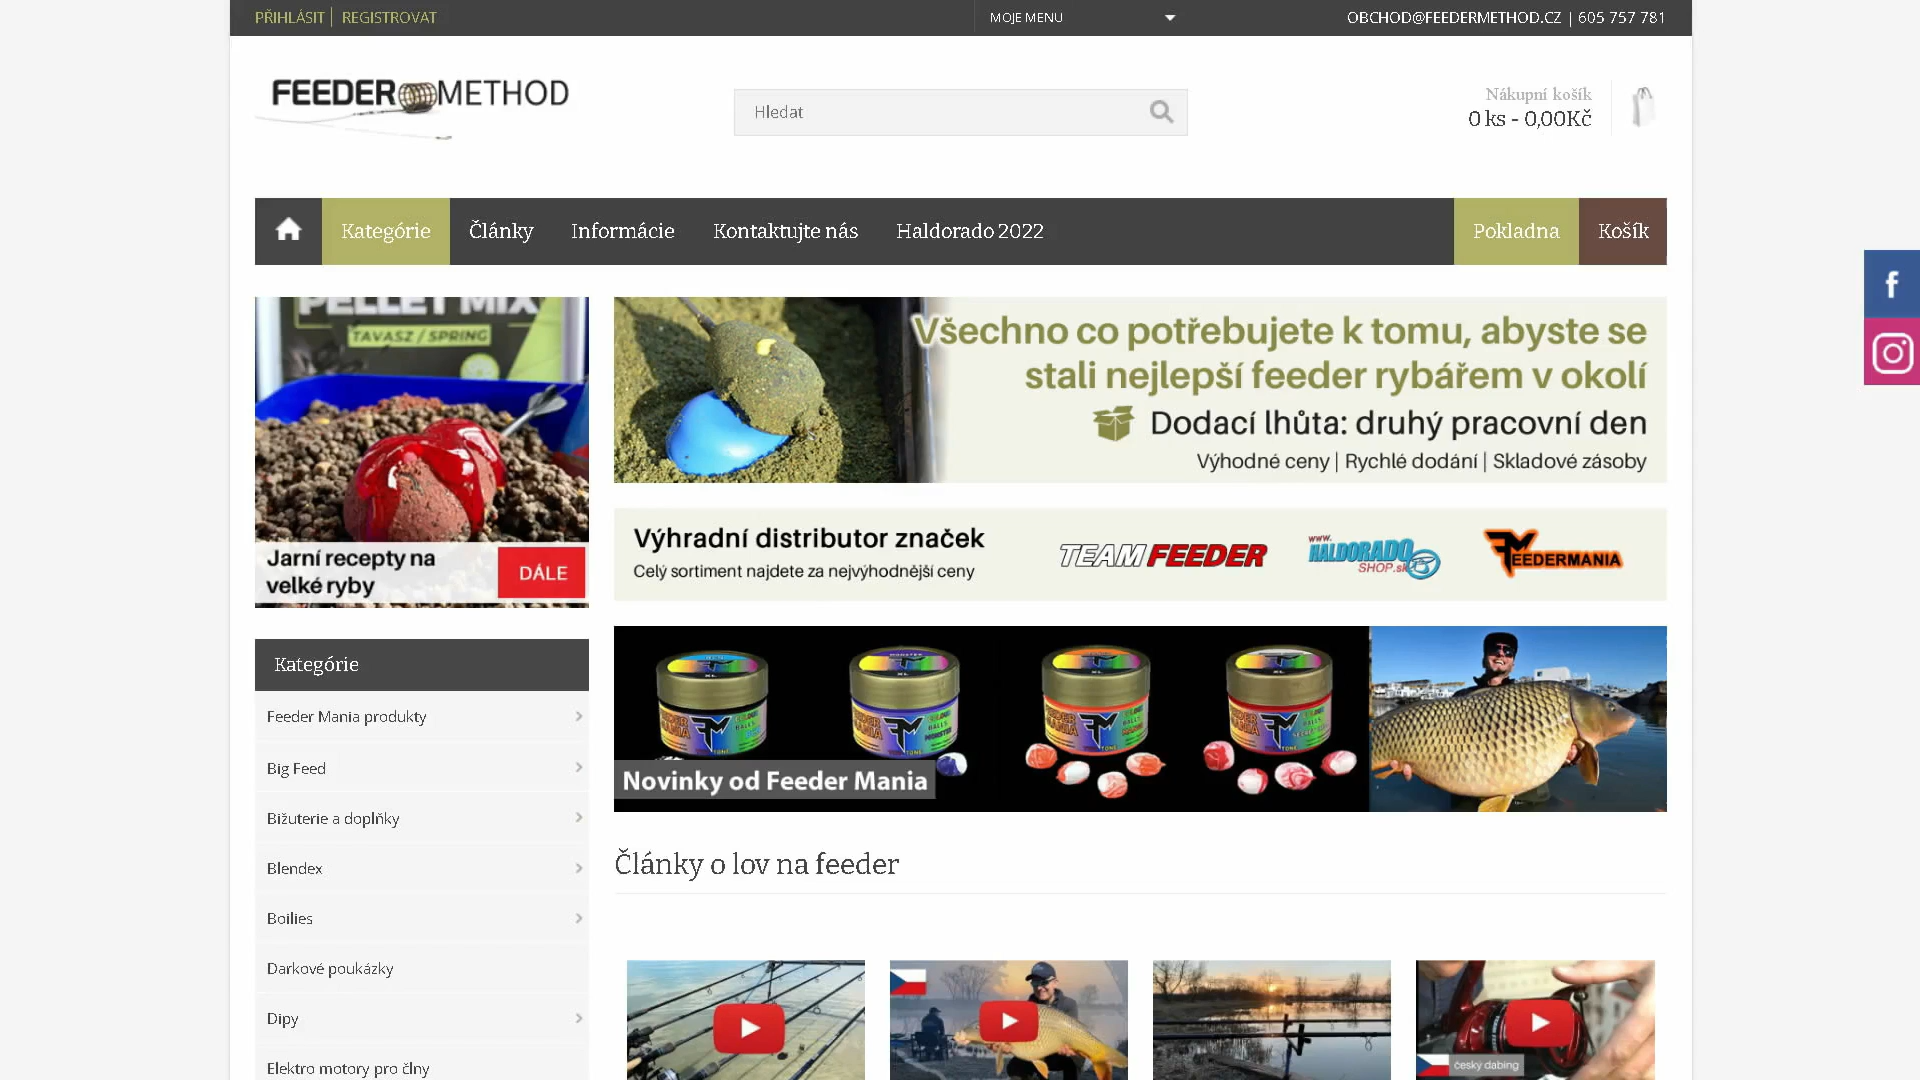 PŘIHLÁSIT
REGISTROVAT
MOJE MENU
OBCHOD@FEEDERMETHOD.CZ | 605 757 781
FEEDER METHOD
Hledat
Nákupní košík
0 ks - 0,00Kč
Kategórie
Články
Informácie
Kontaktujte nás
Haldorado 2022
Pokladna
Košík
PELLET MIX
TAVASZ / SPRING
Jarní recepty na
velké ryby
DÁLE
Všechno co potřebujete k tomu, abyste se
stali nejlepší feeder rybářem v okolí
Dodací lhůta: druhý pracovní den
Výhodné ceny | Rychlé dodání | Skladové zásoby
Výhradní distributor značek
Celý sortiment najdete za nejvýhodnější ceny
TEAM FEEDER
www.
HALDORADO
SHOP.sk
FEEDERMANIA
Novinky od Feeder Mania
Kategórie
Feeder Mania produkty
Big Feed
Bižuterie a doplňky
Blendex
Boilies
Darkové poukázky
Dipy
Elektro motory pro člny
Články o lov na feeder
český dabing